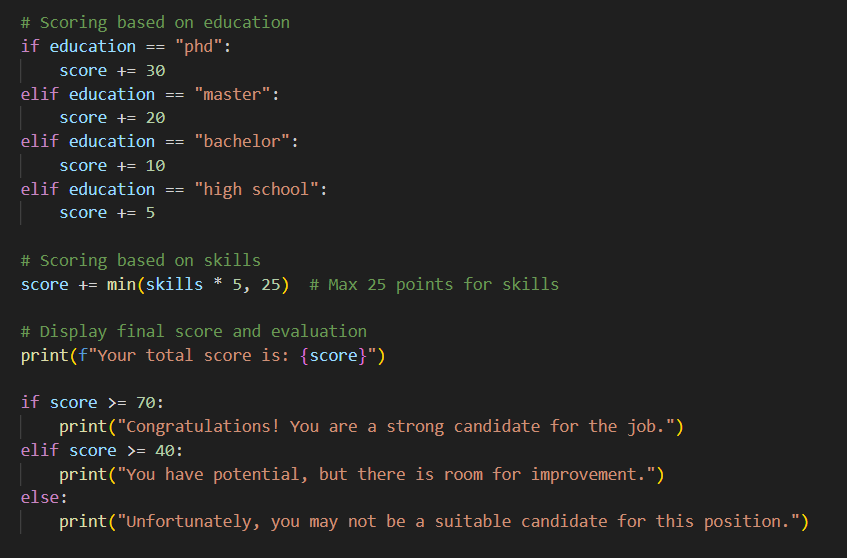 # Scoring based on education
if education == "phd":
    score += 30
elif education == "master":
    score += 20
elif education == "bachelor":
    score += 10
elif education == "high school":
    score += 5

# Scoring based on skills
score += min(skills * 5, 25)  # Max 25 points for skills

# Display final score and evaluation
print(f"Your total score is: {score}")

if score >= 70:
    print("Congratulations! You are a strong candidate for the job.")
elif score >= 40:
    print("You have potential, but there is room for improvement.")
else:
    print("Unfortunately, you may not be a suitable candidate for this position.")